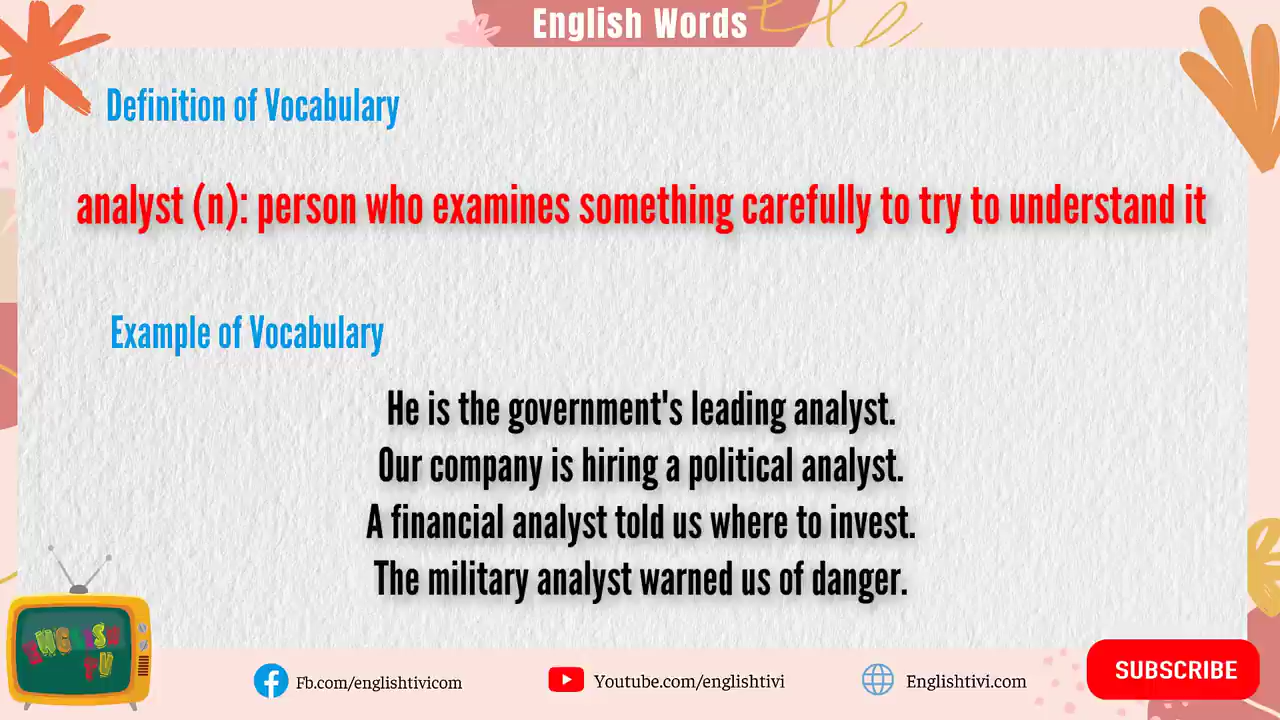 English Words
Definition of Vocabulary
analyst (n): person who examines something carefully to try to understand it
Example of Vocabulary
He is the government's leading analyst.
Our company is hiring a political analyst.
A financial analyst told us where to invest.
The military analyst warned us of danger.
ENGLISH
TV
Fb.com/englishtivicom
Youtube.com/englishtivi
Englishtivi.com
SUBSCRIBE